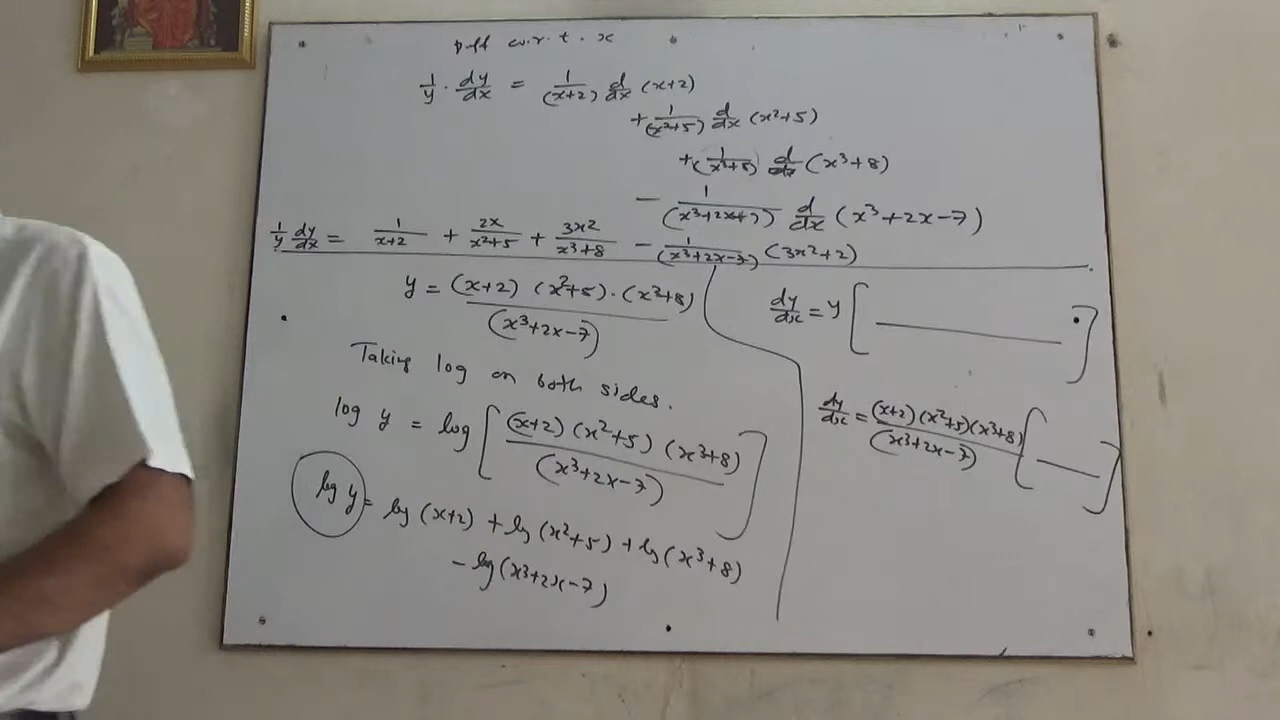 Diff w.r.t. x
1/y · dy/dx = 1/(x+2) d/dx (x+2)
+ 1/(x²+5) d/dx (x²+5)
+ 1/(x³+8) d/dx (x³+8)
− 1/(x³+2x+7) d/dx (x³+2x−7)
1/y dy/dx = 1/(x+2) + 2x/(x²+5) + 3x²/(x³+8) − 1/(x³+2x−7) (3x²+2)
y = (x+2) (x²+5)·(x³+8) / (x³+2x−7)
Taking log on both sides.
log y = log [ (x+2) (x²+5) (x³+8) / (x³+2x−7) ]
log y = log (x+2) + log (x²+5) + log (x³+8)
− log (x³+2x−7)
dy/dx = y [ ——— ]
dy/dx = (x+2) (x²+5)(x³+8) / (x³+2x−7) [ — ]